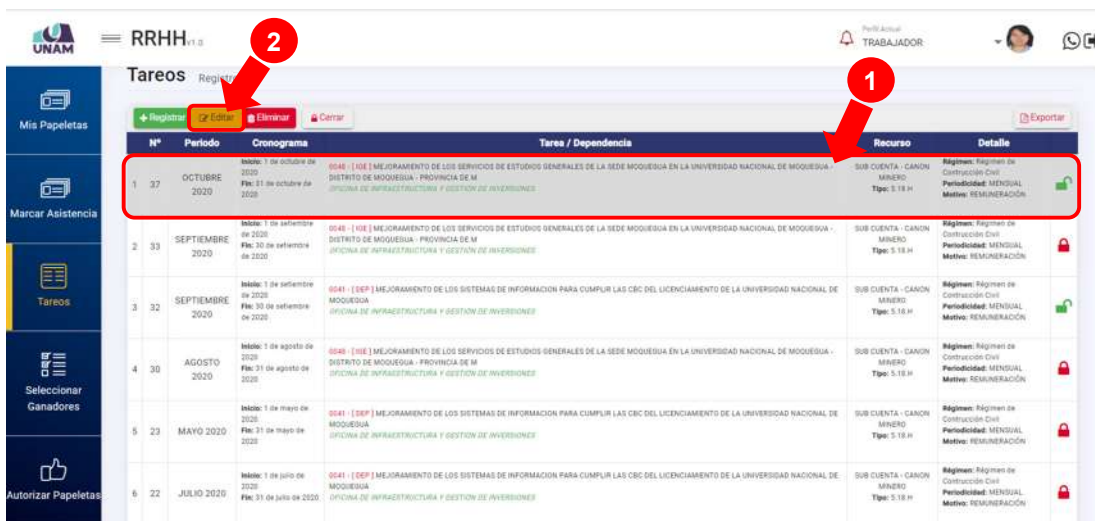 UNAM
RRHH v1.0
2
Perfil Actual
TRABAJADOR
Tareos Registro
1
Mis Papeletas
Marcar Asistencia
Tareos
Seleccionar
Ganadores
Autorizar Papeletas
+ Registrar Editar Eliminar Cerrar Exportar
N° Periodo Cronograma Tarea / Dependencia Recurso Detalle
1 37 OCTUBRE 2020
Inicio: 1 de octubre de
2020
Fin: 31 de octubre de
2020
0048 - [ IOE ] MEJORAMIENTO DE LOS SERVICIOS DE ESTUDIOS GENERALES DE LA SEDE MOQUEGUA EN LA UNIVERSIDAD NACIONAL DE MOQUEGUA -
DISTRITO DE MOQUEGUA - PROVINCIA DE M
OFICINA DE INFRAESTRUCTURA Y GESTIÓN DE INVERSIONES
SUB CUENTA - CANON
MINERO
Tipo: 5.18.H
Régimen: Régimen de
Contrucción Civil
Periodicidad: MENSUAL
Motivo: REMUNERACIÓN
2 33 SEPTIEMBRE 2020
Inicio: 1 de setiembre
de 2020
Fin: 30 de setiembre
de 2020
0048 - [ IOE ] MEJORAMIENTO DE LOS SERVICIOS DE ESTUDIOS GENERALES DE LA SEDE MOQUEGUA EN LA UNIVERSIDAD NACIONAL DE MOQUEGUA -
DISTRITO DE MOQUEGUA - PROVINCIA DE M
OFICINA DE INFRAESTRUCTURA Y GESTIÓN DE INVERSIONES
SUB CUENTA - CANON
MINERO
Tipo: 5.18.H
Régimen: Régimen de
Contrucción Civil
Periodicidad: MENSUAL
Motivo: REMUNERACIÓN
3 32 SEPTIEMBRE 2020
Inicio: 1 de setiembre
de 2020
Fin: 30 de setiembre
de 2020
0041 - [ DEP ] MEJORAMIENTO DE LOS SISTEMAS DE INFORMACION PARA CUMPLIR LAS CBC DEL LICENCIAMIENTO DE LA UNIVERSIDAD NACIONAL DE
MOQUEGUA
OFICINA DE INFRAESTRUCTURA Y GESTIÓN DE INVERSIONES
SUB CUENTA - CANON
MINERO
Tipo: 5.18.H
Régimen: Régimen de
Contrucción Civil
Periodicidad: MENSUAL
Motivo: REMUNERACIÓN
4 30 AGOSTO 2020
Inicio: 1 de agosto de
2020
Fin: 31 de agosto de
2020
0048 - [ IOE ] MEJORAMIENTO DE LOS SERVICIOS DE ESTUDIOS GENERALES DE LA SEDE MOQUEGUA EN LA UNIVERSIDAD NACIONAL DE MOQUEGUA -
DISTRITO DE MOQUEGUA - PROVINCIA DE M
OFICINA DE INFRAESTRUCTURA Y GESTIÓN DE INVERSIONES
SUB CUENTA - CANON
MINERO
Tipo: 5.18.H
Régimen: Régimen de
Contrucción Civil
Periodicidad: MENSUAL
Motivo: REMUNERACIÓN
5 23 MAYO 2020
Inicio: 1 de mayo de
2020
Fin: 31 de mayo de
2020
0041 - [ DEP ] MEJORAMIENTO DE LOS SISTEMAS DE INFORMACION PARA CUMPLIR LAS CBC DEL LICENCIAMIENTO DE LA UNIVERSIDAD NACIONAL DE
MOQUEGUA
OFICINA DE INFRAESTRUCTURA Y GESTIÓN DE INVERSIONES
SUB CUENTA - CANON
MINERO
Tipo: 5.18.H
Régimen: Régimen de
Contrucción Civil
Periodicidad: MENSUAL
Motivo: REMUNERACIÓN
6 22 JULIO 2020
Inicio: 1 de julio de
2020
Fin: 31 de julio de 2020
0041 - [ DEP ] MEJORAMIENTO DE LOS SISTEMAS DE INFORMACION PARA CUMPLIR LAS CBC DEL LICENCIAMIENTO DE LA UNIVERSIDAD NACIONAL DE
MOQUEGUA
OFICINA DE INFRAESTRUCTURA Y GESTIÓN DE INVERSIONES
SUB CUENTA - CANON
MINERO
Tipo: 5.18.H
Régimen: Régimen de
Contrucción Civil
Periodicidad: MENSUAL
Motivo: REMUNERACIÓN